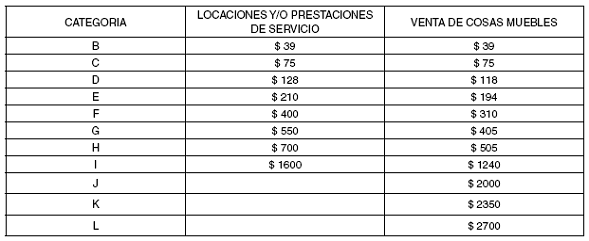 CATEGORIA LOCACIONES Y/O PRESTACIONES DE SERVICIO VENTA DE COSAS MUEBLES
B $ 39 $ 39
C $ 75 $ 75
D $ 128 $ 118
E $ 210 $ 194
F $ 400 $ 310
G $ 550 $ 405
H $ 700 $ 505
I $ 1600 $ 1240
J $ 2000
K $ 2350
L $ 2700